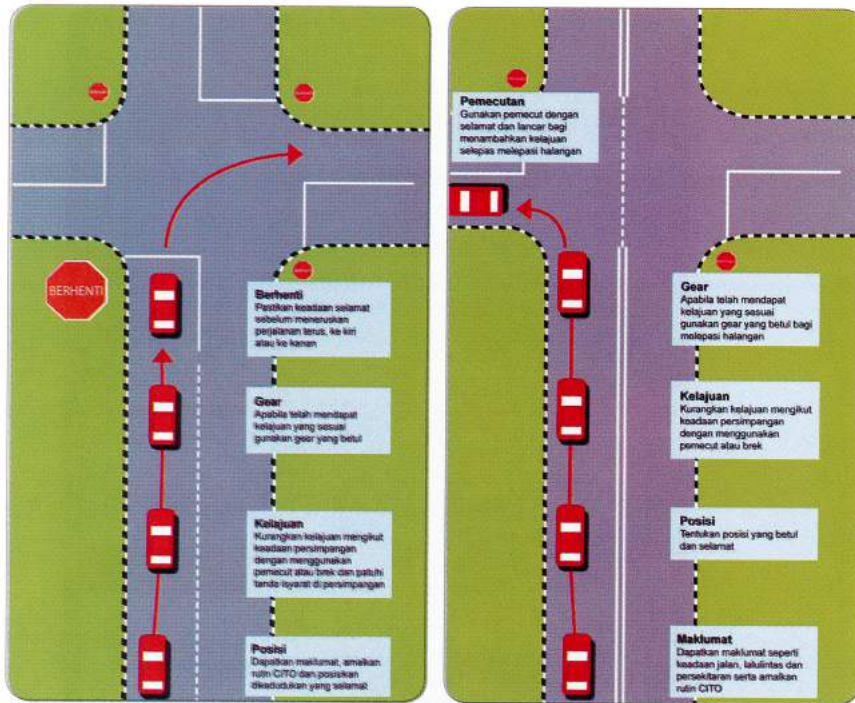 BERHENTI
Berhenti
Pastikan keadaan selamat
sebelum meneruskan
perjalanan terus, ke kiri
atau ke kanan
Gear
Apabila telah mendapat
kelajuan yang sesuai
gunakan gear yang betul
Kelajuan
Kurangkan kelajuan mengikut
keadaan persimpangan
dengan menggunakan
pemecut atau brek dan patuhi
tanda isyarat di persimpangan
Posisi
Dapatkan maklumat, amalkan
rutin CITO dan posisikan
dikedudukan yang selamat
Pemecutan
Gunakan pemecut dengan
selamat dan lancar bagi
menambahkan kelajuan
selepas melepasi halangan
Gear
Apabila telah mendapat
kelajuan yang sesuai
gunakan gear yang betul bagi
melepasi halangan
Kelajuan
Kurangkan kelajuan mengikut
keadaan persimpangan
dengan menggunakan
pemecut atau brek
Posisi
Tentukan posisi yang betul
dan selamat
Maklumat
Dapatkan maklumat seperti
keadaan jalan, lalulintas dan
persekitaran serta amalkan
rutin CITO